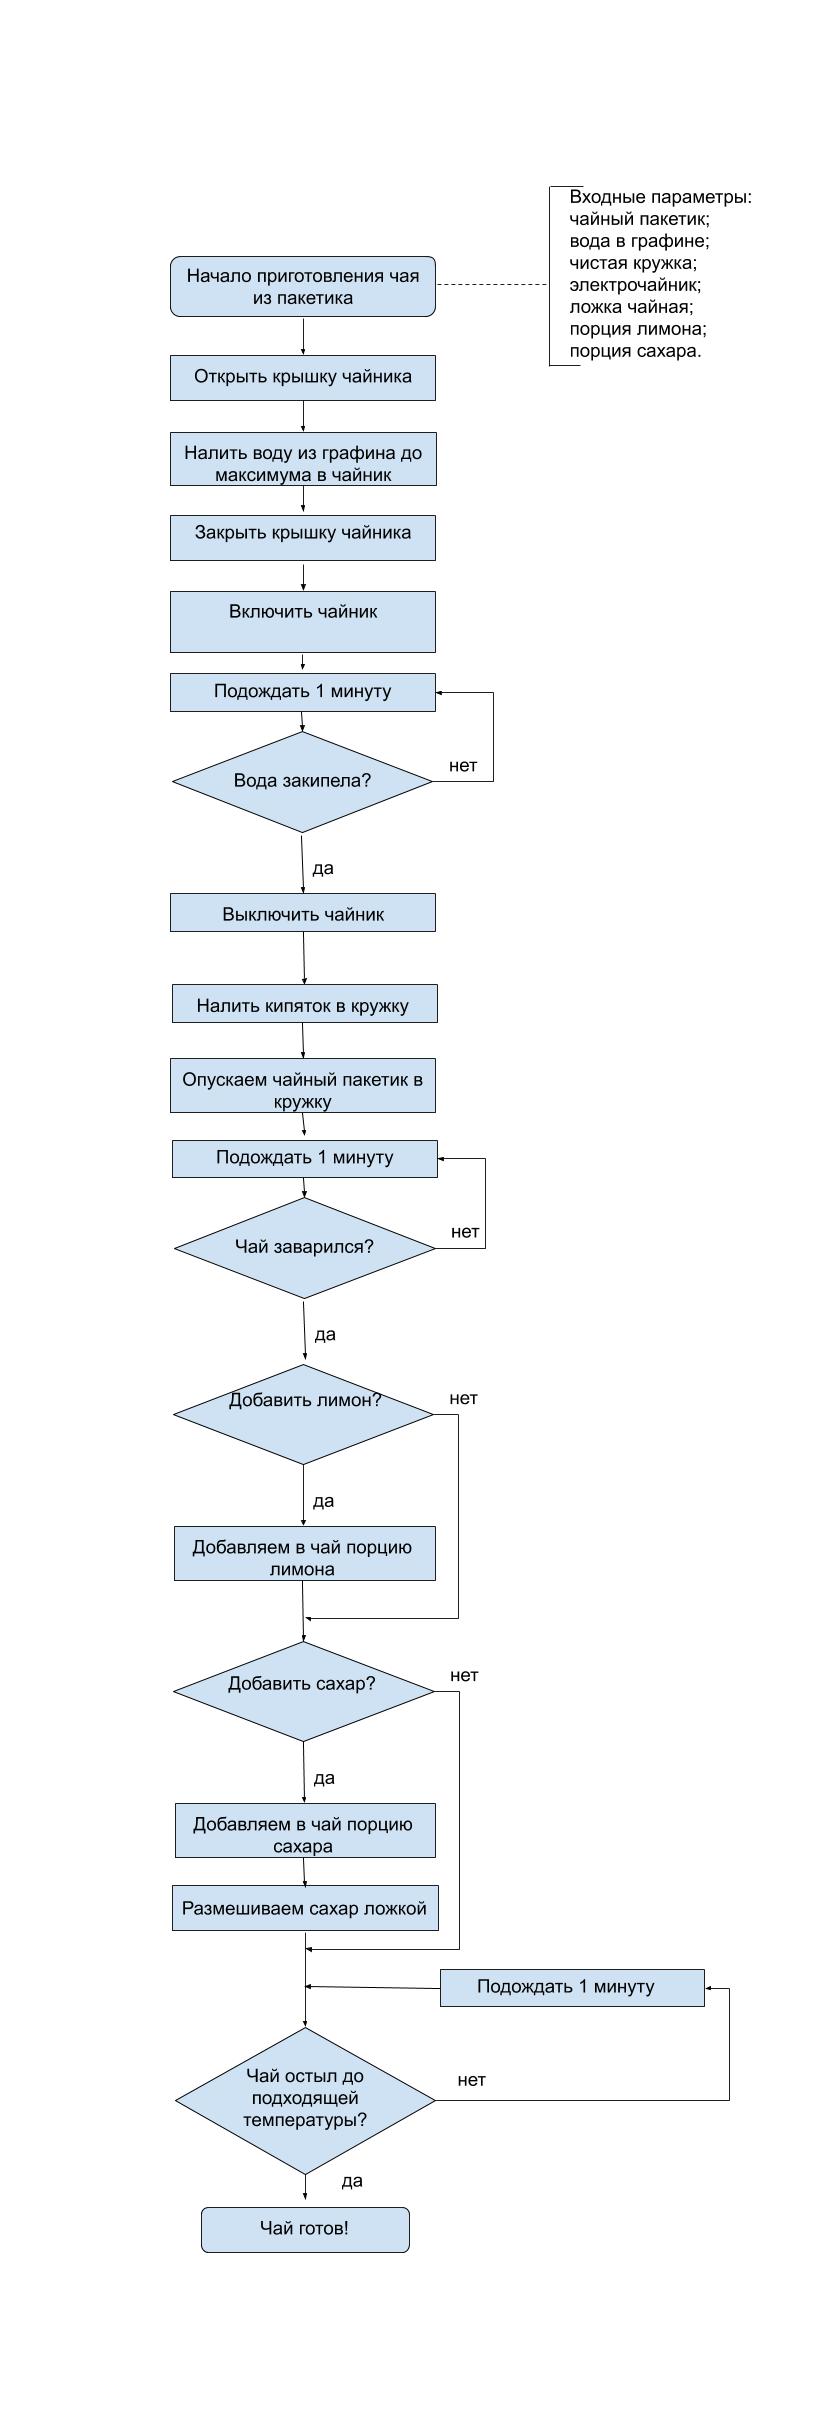 Входные параметры:
чайный пакетик;
вода в графине;
чистая кружка;
электрочайник;
ложка чайная;
порция лимона;
порция сахара.
Начало приготовления чая
из пакетика
Открыть крышку чайника
Налить воду из графина до
максимума в чайник
Закрыть крышку чайника
Включить чайник
Подождать 1 минуту
Вода закипела?
нет
да
Выключить чайник
Налить кипяток в кружку
Опускаем чайный пакетик в
кружку
Подождать 1 минуту
Чай заварился?
нет
да
Добавить лимон?
нет
да
Добавляем в чай порцию
лимона
Добавить сахар?
нет
да
Добавляем в чай порцию
сахара
Размешиваем сахар ложкой
Подождать 1 минуту
Чай остыл до
подходящей
температуры?
нет
да
Чай готов!